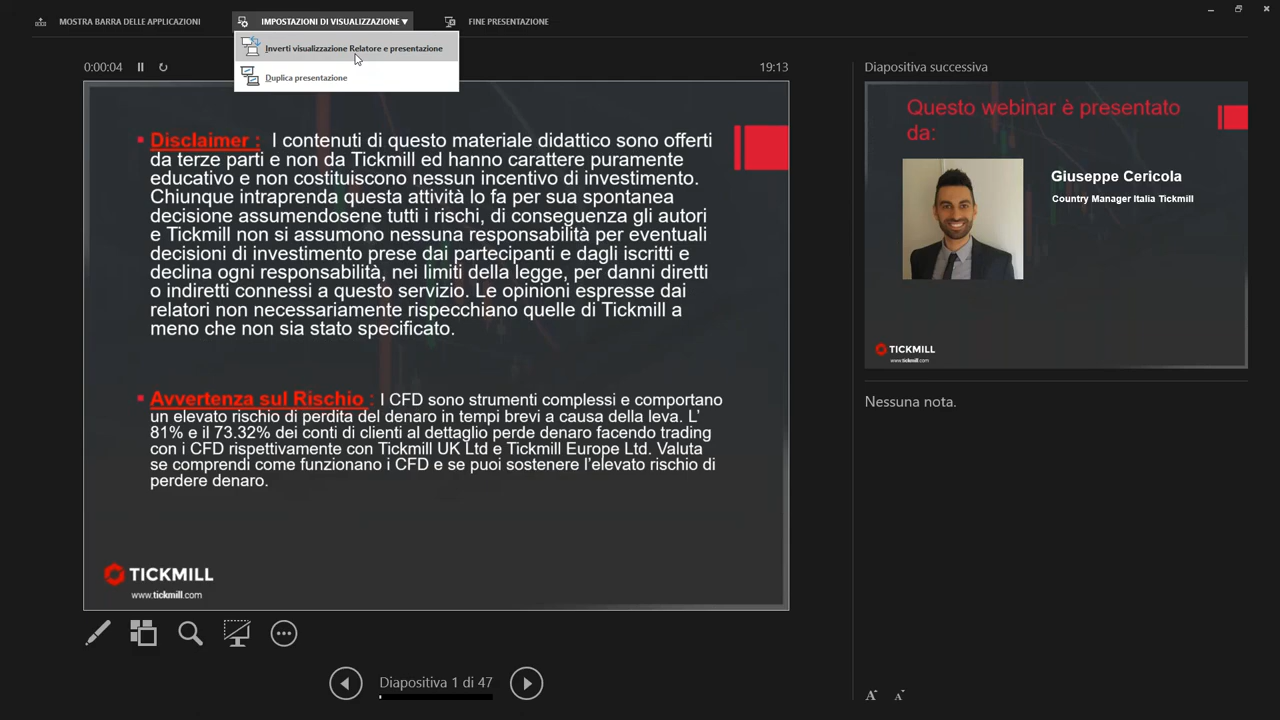 MOSTRA BARRA DELLE APPLICAZIONI
IMPOSTAZIONI DI VISUALIZZAZIONE ▼
FINE PRESENTAZIONE
Inverti visualizzazione Relatore e presentazione
Duplica presentazione
0:00:04
19:13
Disclaimer : I contenuti di questo materiale didattico sono offerti
da terze parti e non da Tickmill ed hanno carattere puramente
educativo e non costituiscono nessun incentivo di investimento.
Chiunque intraprenda questa attività lo fa per sua spontanea
decisione assumendosene tutti i rischi, di conseguenza gli autori
e Tickmill non si assumono nessuna responsabilità per eventuali
decisioni di investimento prese dai partecipanti e dagli iscritti e
declina ogni responsabilità, nei limiti della legge, per danni diretti
o indiretti connessi a questo servizio. Le opinioni espresse dai
relatori non necessariamente rispecchiano quelle di Tickmill a
meno che non sia stato specificato.
Avvertenza sul Rischio : I CFD sono strumenti complessi e comportano
un elevato rischio di perdita del denaro in tempi brevi a causa della leva. L'
81% e il 73.32% dei conti di clienti al dettaglio perde denaro facendo trading
con i CFD rispettivamente con Tickmill UK Ltd e Tickmill Europe Ltd. Valuta
se comprendi come funzionano i CFD e se puoi sostenere l'elevato rischio di
perdere denaro.
TICKMILL
www.tickmill.com
Diapositiva 1 di 47
Diapositiva successiva
Questo webinar è presentato
da:
Giuseppe Cericola
Country Manager Italia Tickmill
TICKMILL
www.tickmill.com
Nessuna nota.
A A